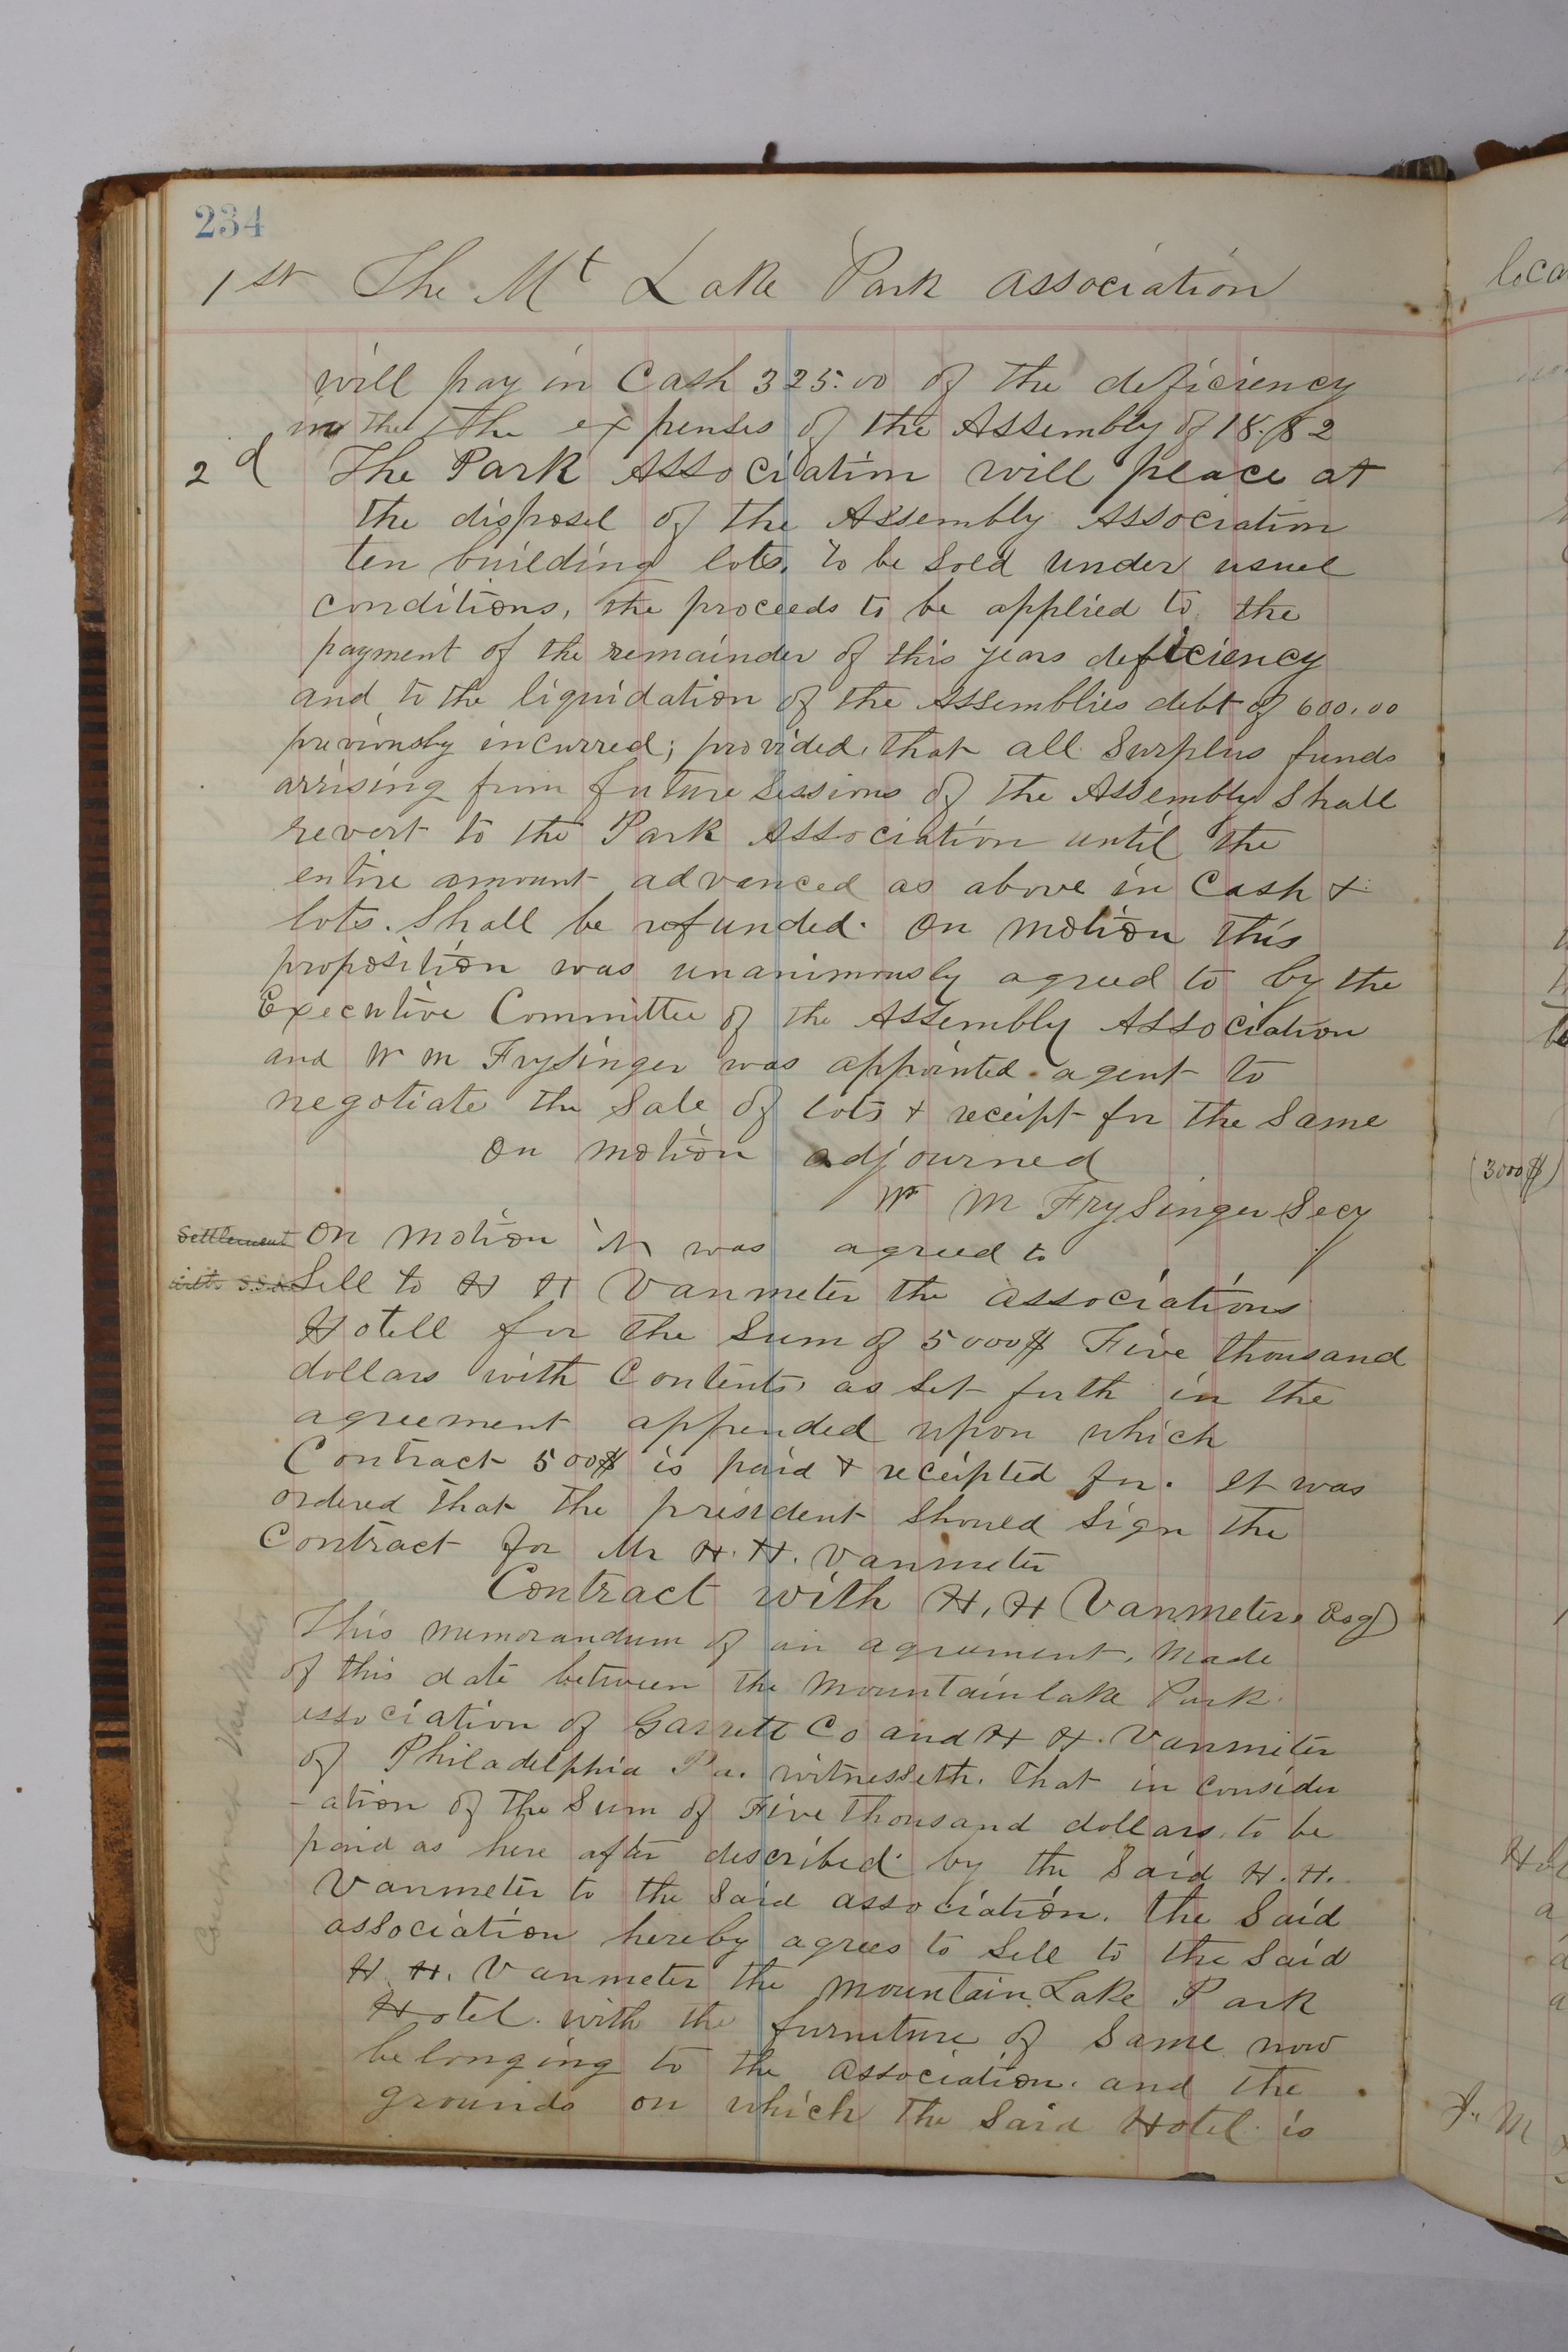 234
1st The Mt Lake Park association
will pay in Cash 325.00 of the deficiency
in the the expenses of the Assembly of 18.82
2d The Park Association will place at
the disposel of the Assembly Association
ten building lots, to be Sold under usuel
conditions, the proceeds to be applied to the
payment of the remainder of this years deficiency
and to the liquidation of the Assemblies debt of 600.00
previously incurred; provided, that all Surplus funds
arrising from future Sessions of the Assembly Shall
revert to the Park Association until the
entire amount advanced as above in Cash +
lots. Shall be refunded. On motion this
proposition was unanimously agreed to by the
Executive Committee of the Assembly Association
and W M Frysinger was appointed agent to
negotiate the Sale of lots + receipt for the Same
On motion adjourned
W M Frysinger Secy
Settlement On motion it was agreed to
with S.S.A. Sell to H H Vanmeter the associations
Hotell for the Sum of 5000$ Five thousand
dollars with Contents as Set forth in the
agreement appended upon which
Contract 500$ is paid + receipted for. It was
ordered that the president Should Sign the
Contract for Mr H. H. Vanmeter
Contract with H, H Vanmeter. Esq
This memorandum of an agreement, made
of this date between the Mountainlake Park.
association of Garrett Co and H H. Vanmeter
of Philadelphia Pa. witnesseth. that in consider
-ation of the Sum of Five thousand dollars to be
paid as here after described by the Said H. H.
Vanmeter to the Said association. the Said
association hereby agrees to Sell to the Said
H. H. Vanmeter the Mountain Lake Park
Hotel. with the furniture of Same now
belonging to the association. and the
grounds on which the Said Hotel is
Van Meter
loca
(3000$)